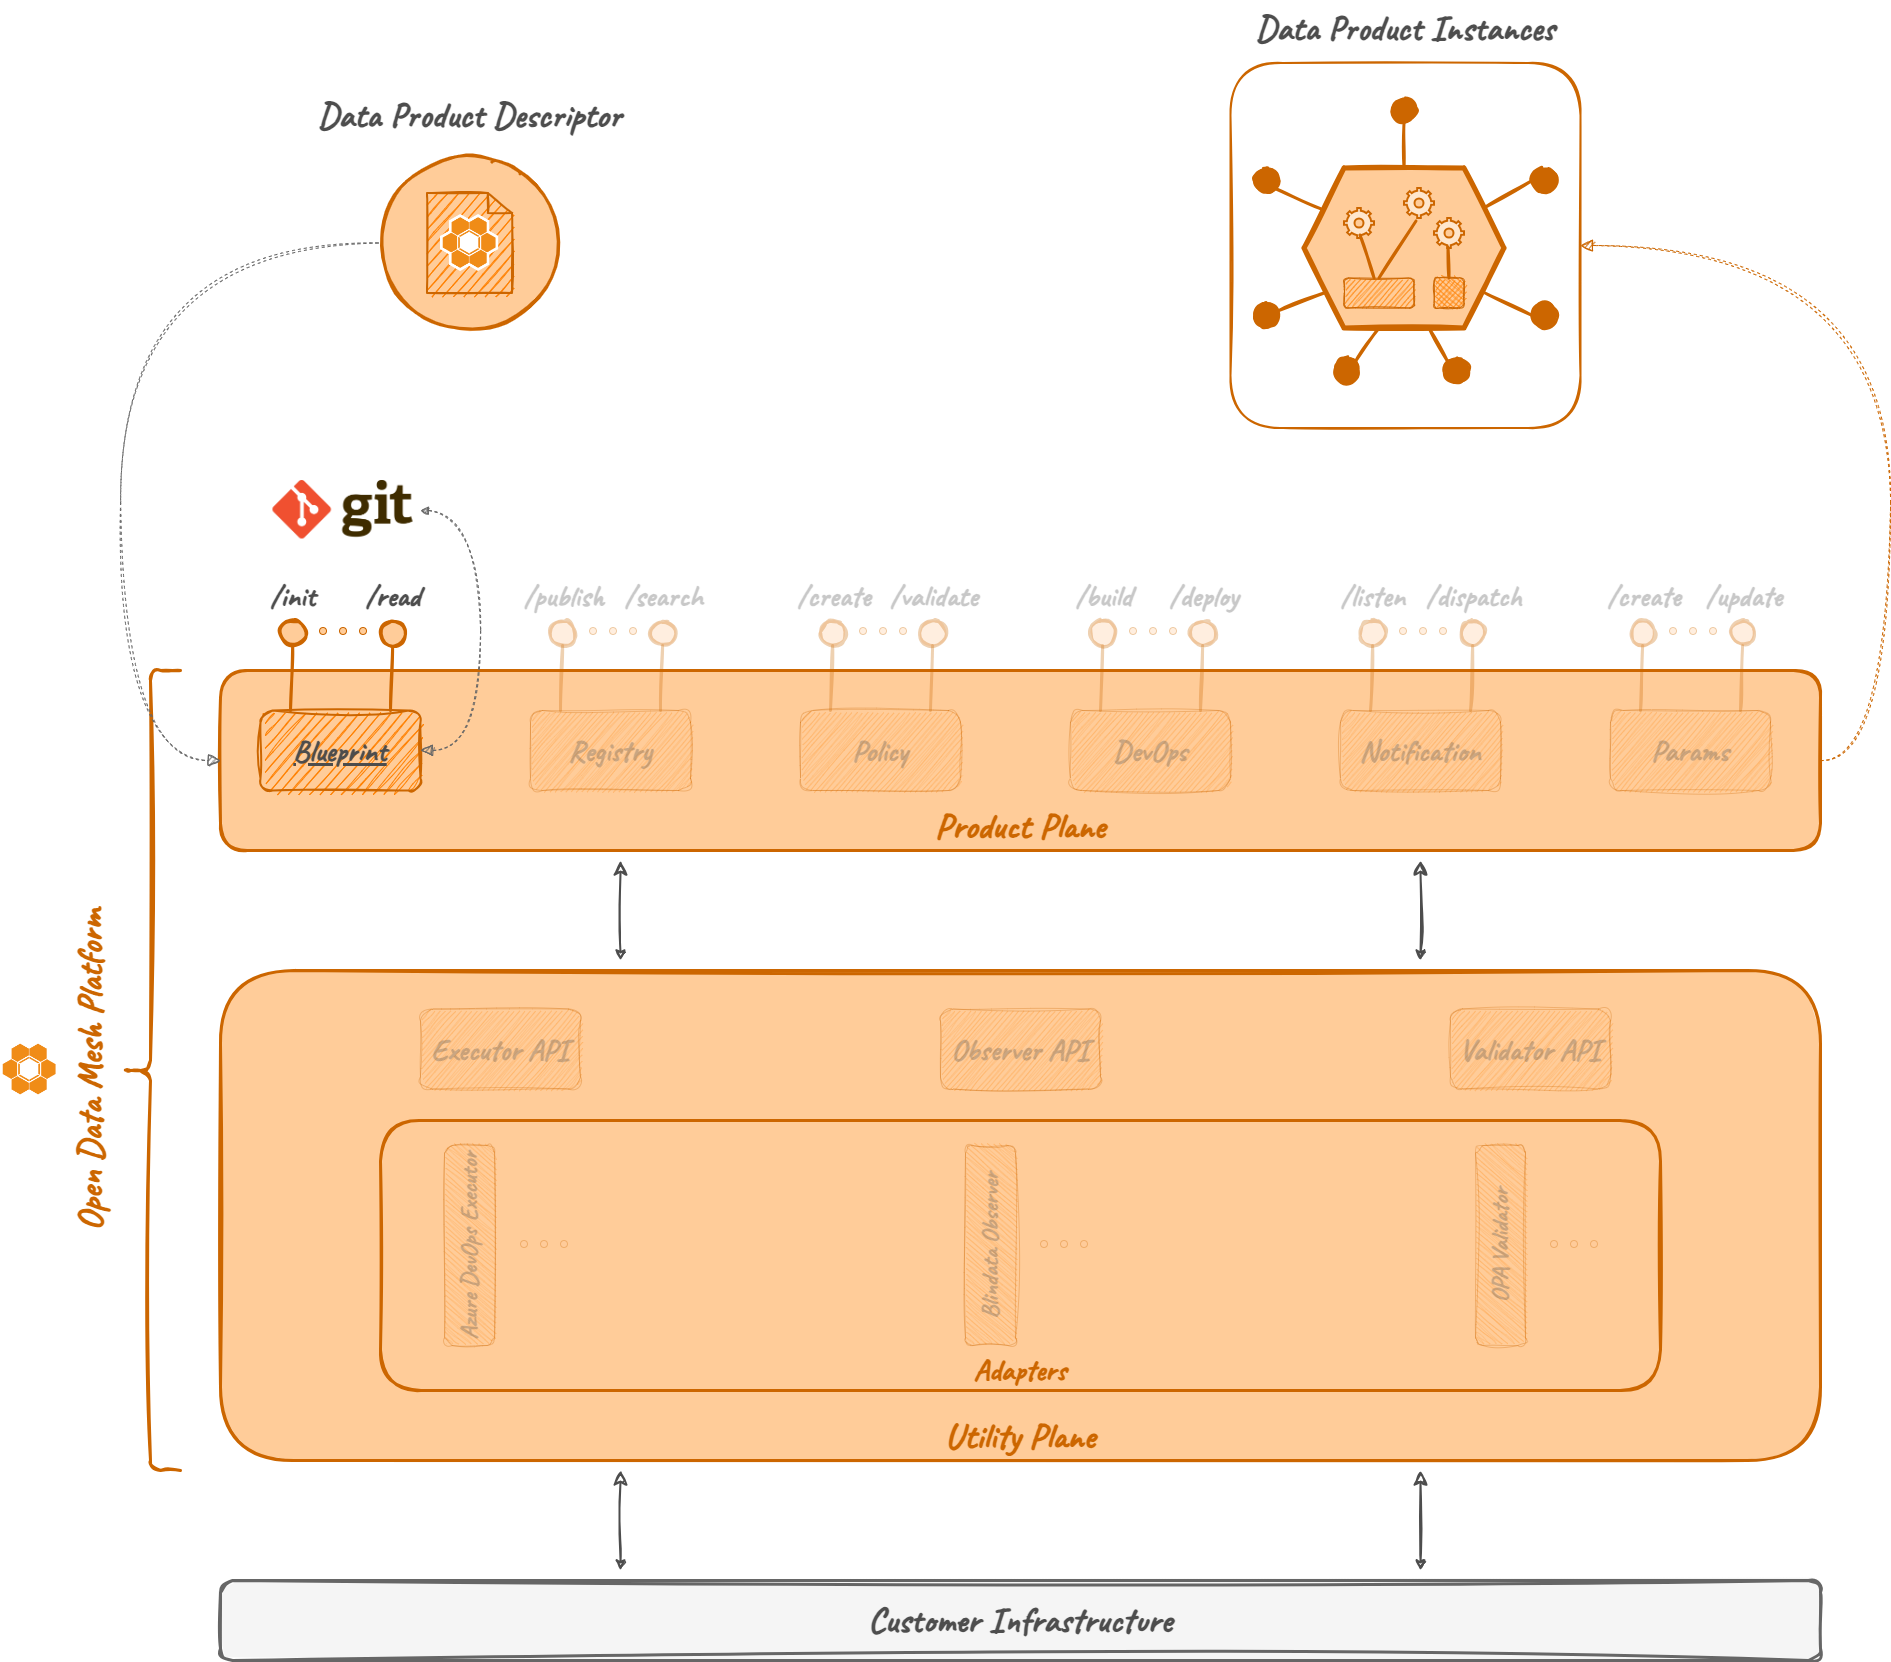 Data Product Instances
Data Product Descriptor
git
/init
/read
/publish
/search
/create
/validate
/build
/deploy
/listen
/dispatch
/create
/update
Blueprint
Registry
Policy
DevOps
Notification
Params
Product Plane
Open Data Mesh Platform
Executor API
Observer API
Validator API
Azure DevOps Executor
Blindata Observer
OPA Validator
Adapters
Utility Plane
Customer Infrastructure